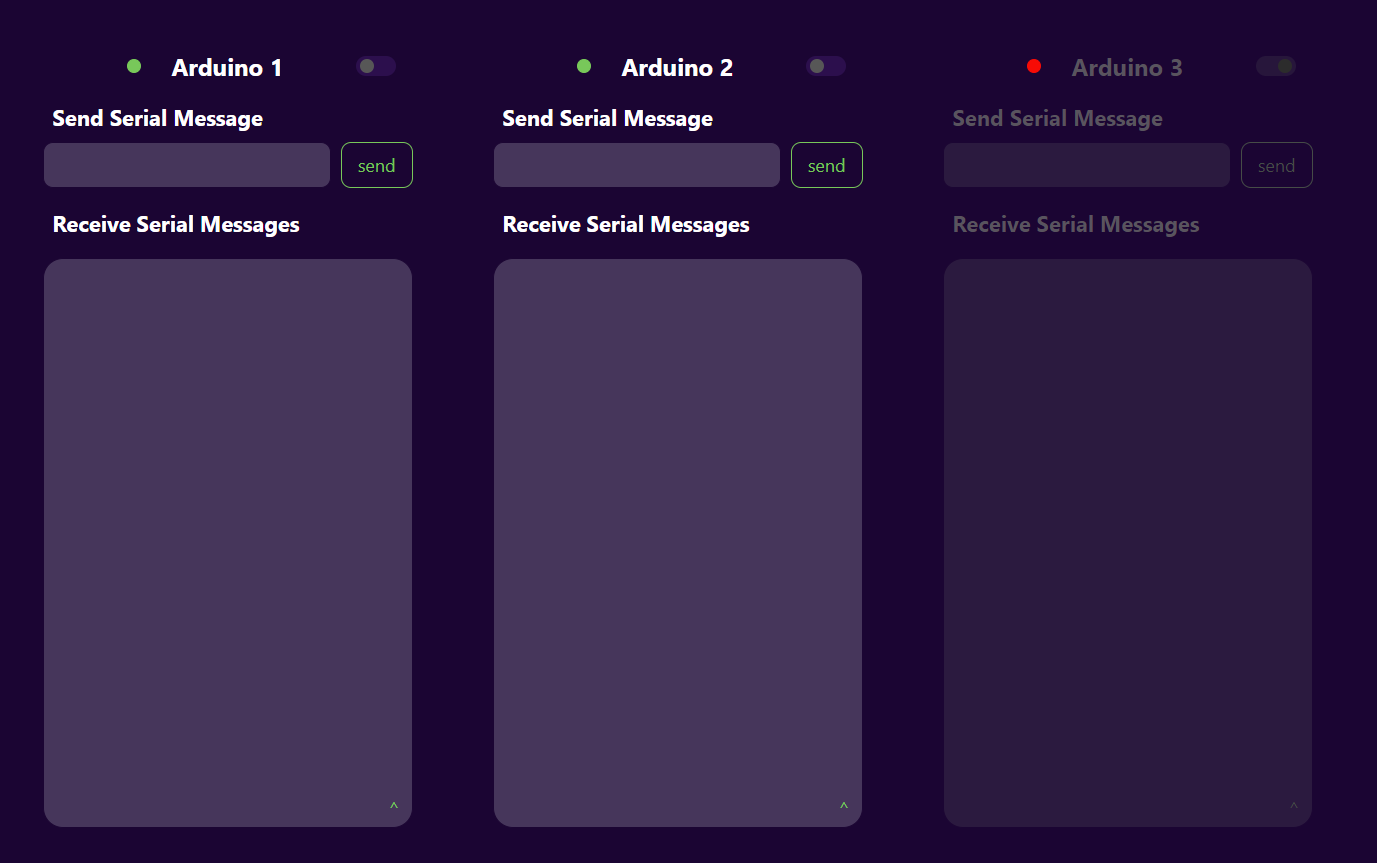 Arduino 1
Send Serial Message
send
Receive Serial Messages
^
Arduino 2
Send Serial Message
send
Receive Serial Messages
^
Arduino 3
Send Serial Message
send
Receive Serial Messages
^